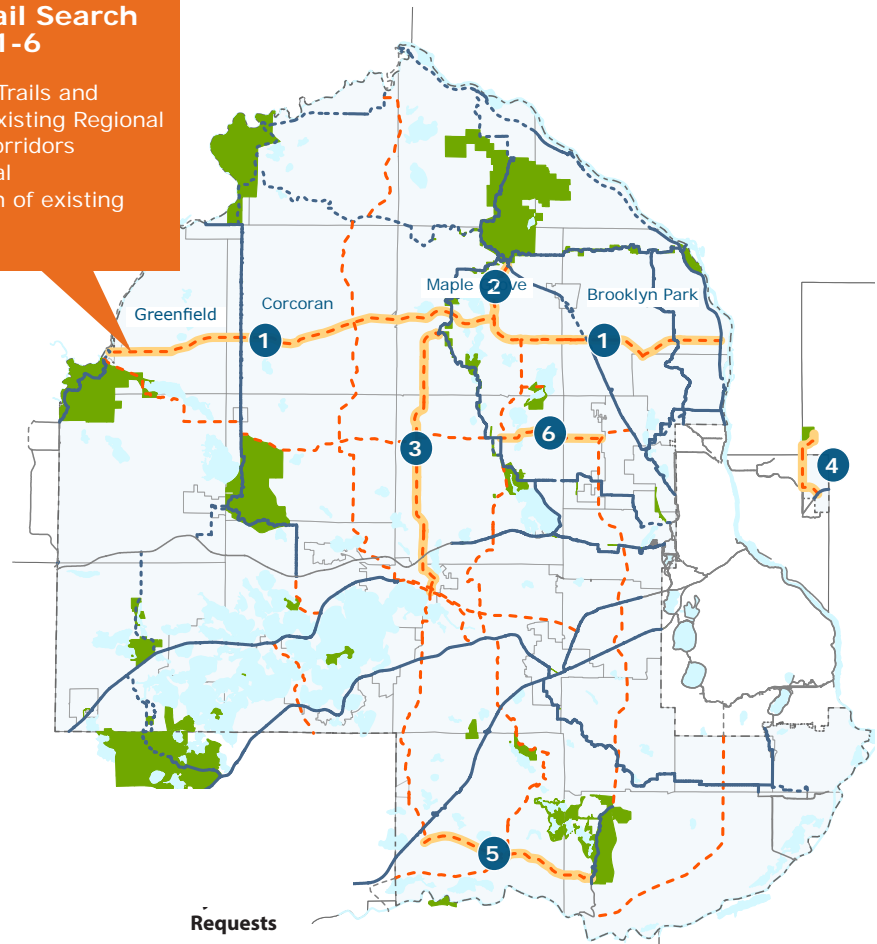 ail Search
1-6
Trails and
xisting Regional
orridors
al
n of existing
Greenfield
Corcoran
Maple
ve
Brooklyn Park
2
1
1
3
6
4
5
Requests